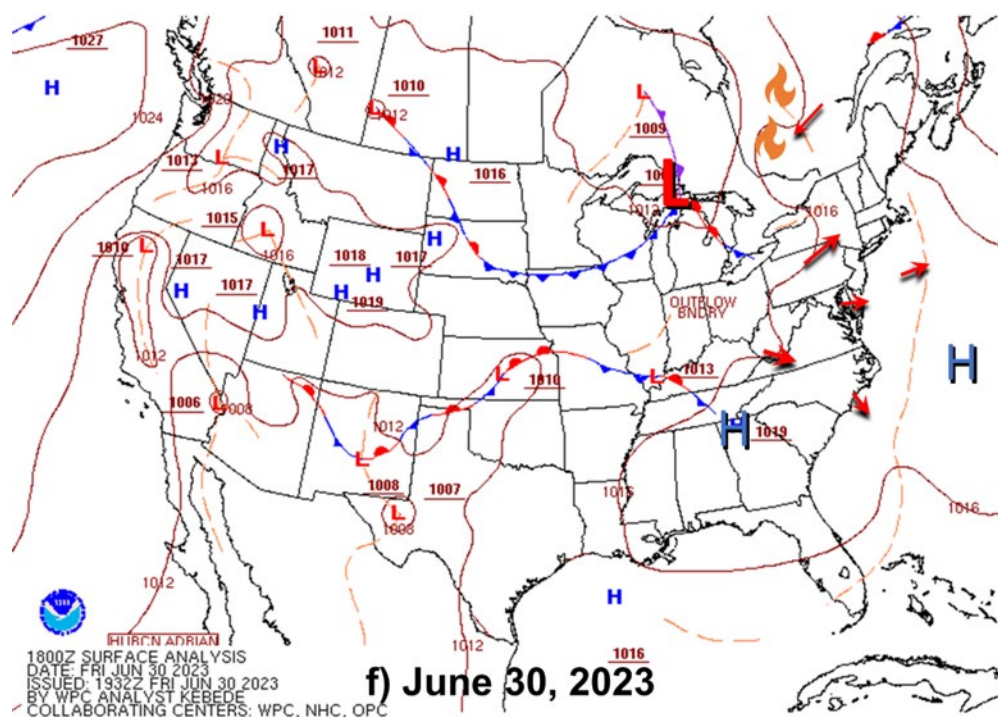 1027
H
1024
1011
L
1012
1010
L
1012
L
1009
1020
1013
L
1016
H
1017
H
1016
L
1012
1016
1015
L
1016
1010
L
1017
H
1017
H
1018
H
H
H
1017
1019
OUTFLOW
BNDRY
1012
1006
L
1008
L
1010
L
1013
H
1019
H
1012
L
1008
1007
L
1008
1016
1012
H
1016
1012
HURCN ADRIAN
1800Z SURFACE ANALYSIS
DATE: FRI JUN 30 2023
ISSUED: 1932Z FRI JUN 30 2023
BY WPC ANALYST KEBEDE
COLLABORATING CENTERS: WPC, NHC, OPC
1016
f) June 30, 2023